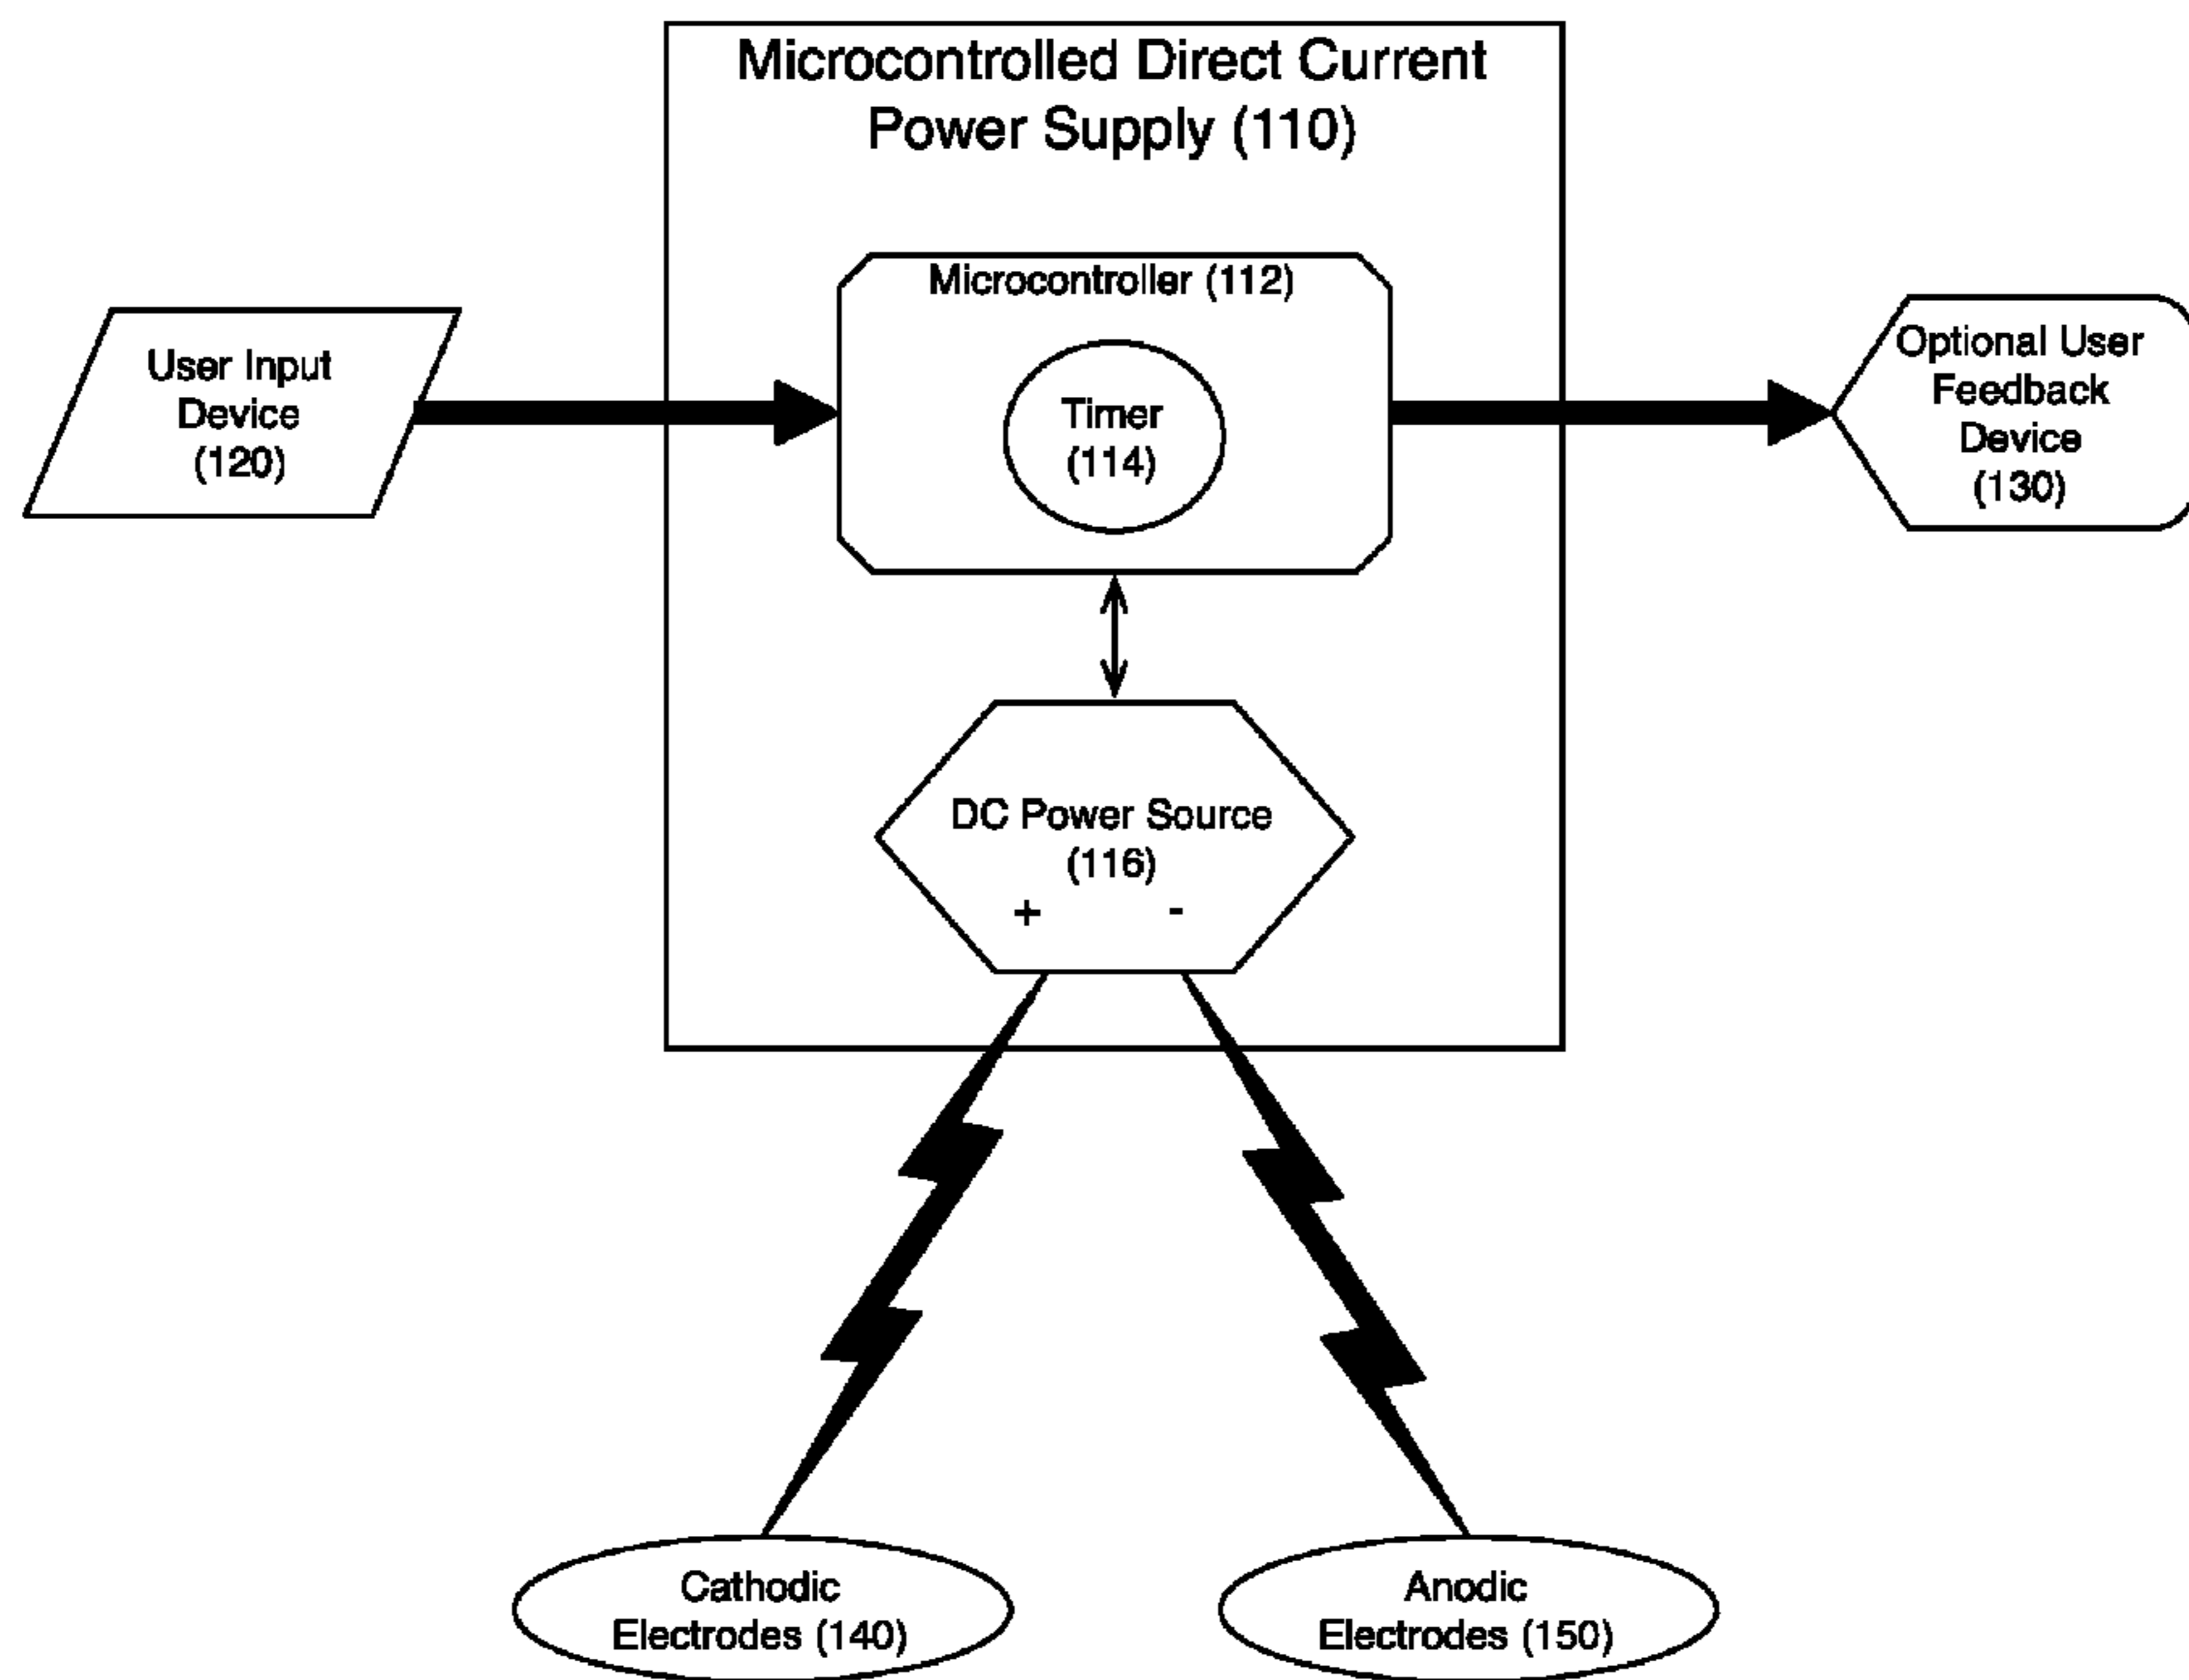 Microcontrolled Direct Current
Power Supply (110)
Microcontroller (112)
User Input
Device
(120)
Timer
(114)
Optional User
Feedback
Device
(130)
DC Power Source
(116)
+ -
Cathodic
Electrodes (140)
Anodic
Electrodes (150)